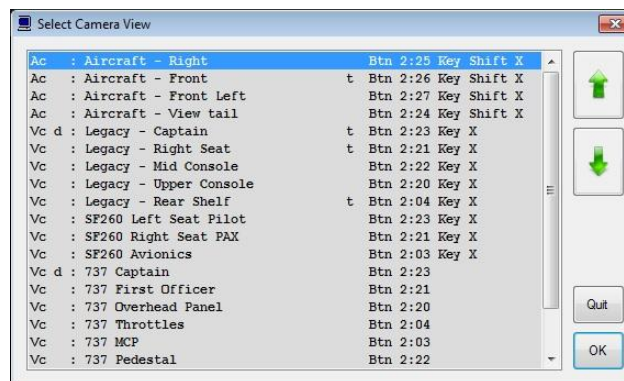 Select Camera View
Ac   : Aircraft - Right   Btn 2:25 Key Shift X
Ac   : Aircraft - Front   t Btn 2:26 Key Shift X
Ac   : Aircraft - Front Left   Btn 2:27 Key Shift X
Ac   : Aircraft - View tail   Btn 2:24 Key Shift X
Vc d : Legacy - Captain   t Btn 2:23 Key X
Vc   : Legacy - Right Seat   t Btn 2:21 Key X
Vc   : Legacy - Mid Console   Btn 2:22 Key X
Vc   : Legacy - Upper Console   Btn 2:20 Key X
Vc   : Legacy - Rear Shelf   t Btn 2:04 Key X
Vc   : SF260 Left Seat Pilot   Btn 2:23 Key X
Vc   : SF260 Right Seat PAX   Btn 2:21 Key X
Vc   : SF260 Avionics   Btn 2:03 Key X
Vc d : 737 Captain   Btn 2:23
Vc   : 737 First Officer   Btn 2:21
Vc   : 737 Overhead Panel   Btn 2:20
Vc   : 737 Throttles   Btn 2:04
Vc   : 737 MCP   Btn 2:03
Vc   : 737 Pedestal   Btn 2:22
Quit
OK